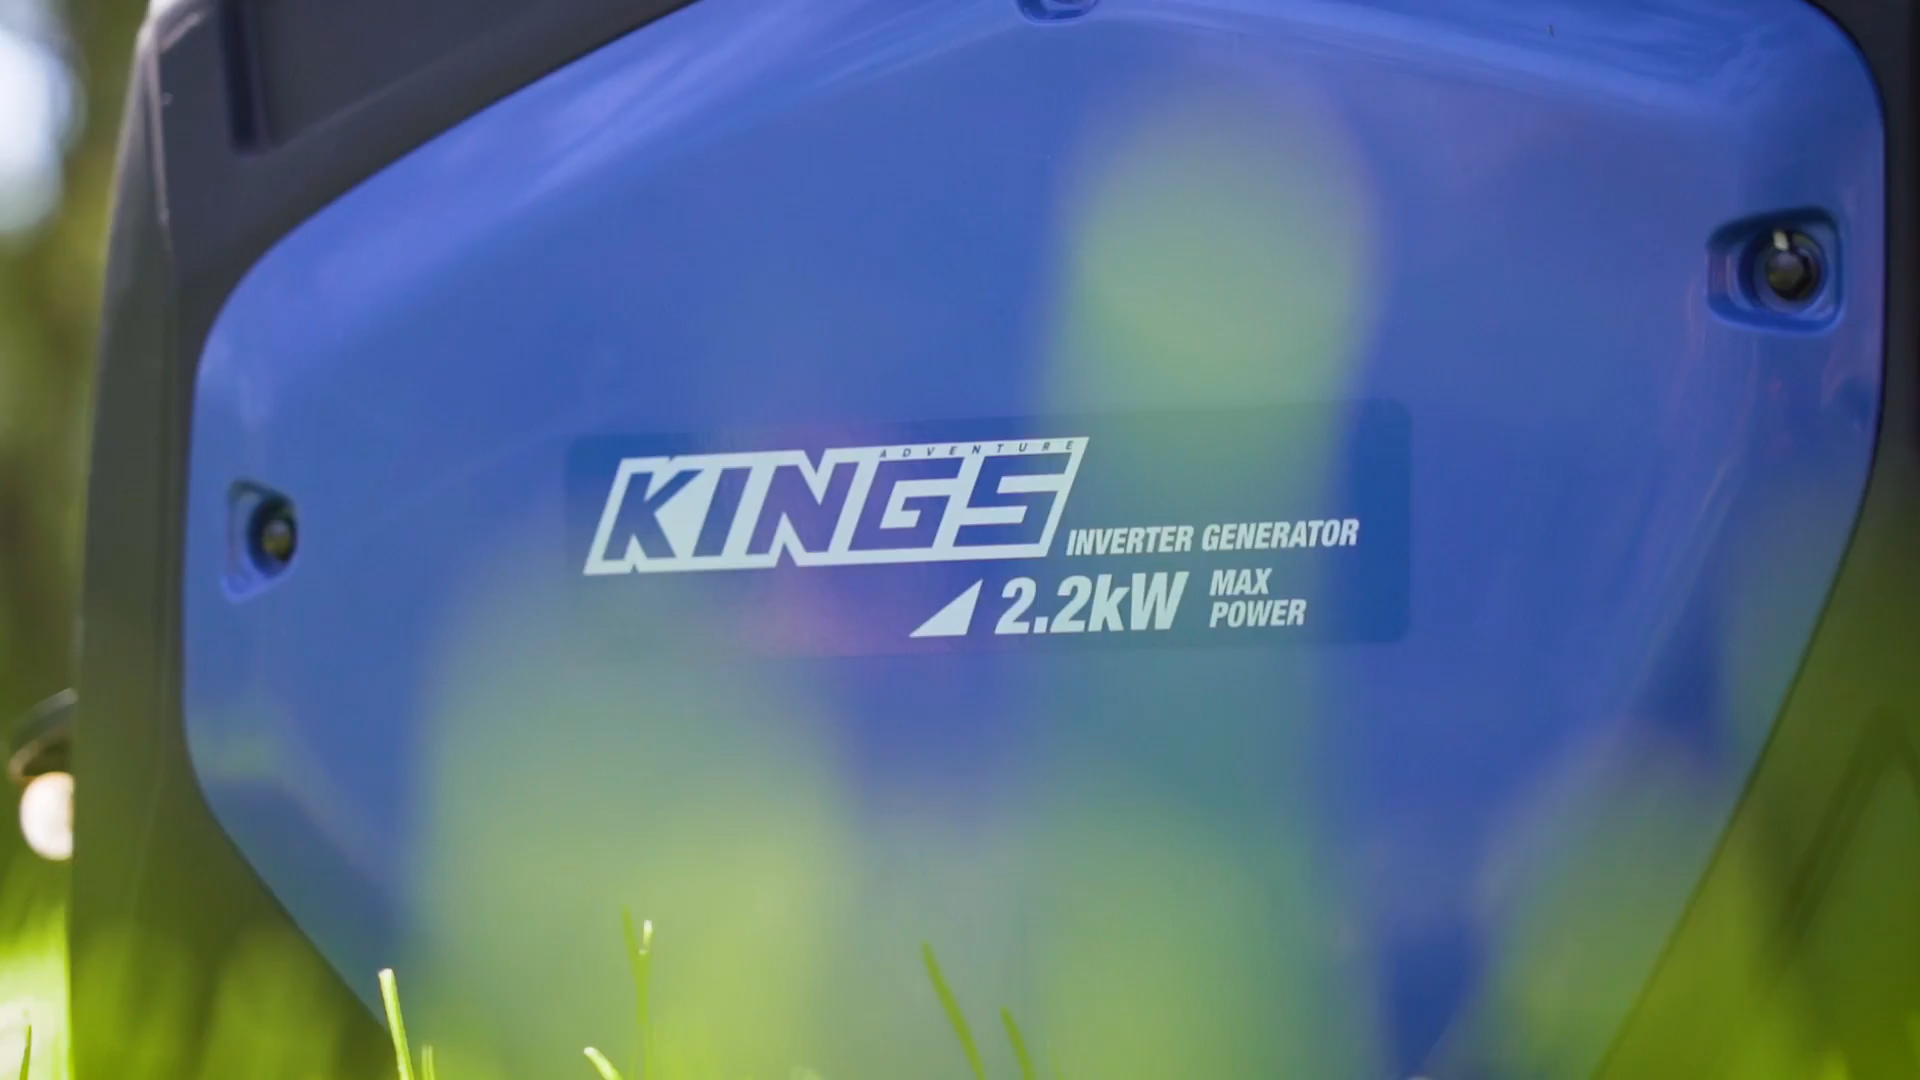 ADVENTURE
KINGS
INVERTER GENERATOR
2.2kW
MAX
POWER